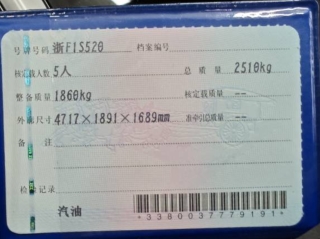 号牌号码 浙F1S520 档案编号
核定载人数 5人 总质量 2510kg
整备质量 1860kg 核定载质量 --
外廓尺寸 4717×1891×1689mm 准牵引总质量 --
备注
检验记录
汽油
*3380037779191*